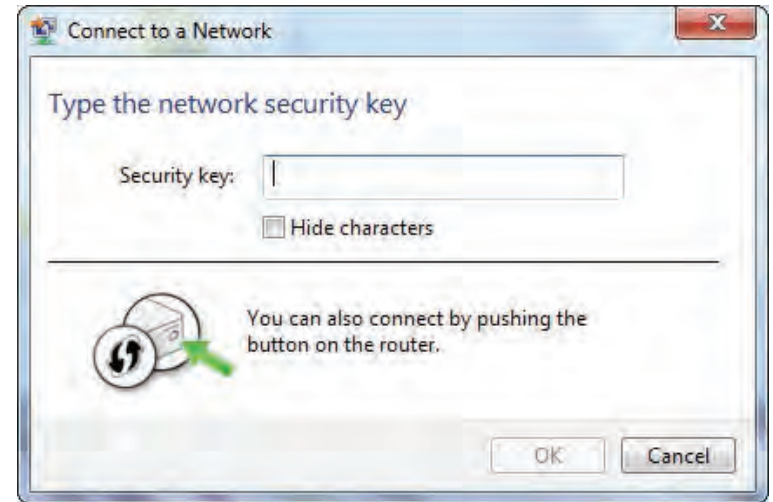 Connect to a Network
Type the network security key
Security key:
Hide characters
You can also connect by pushing the
button on the router.
OK
Cancel